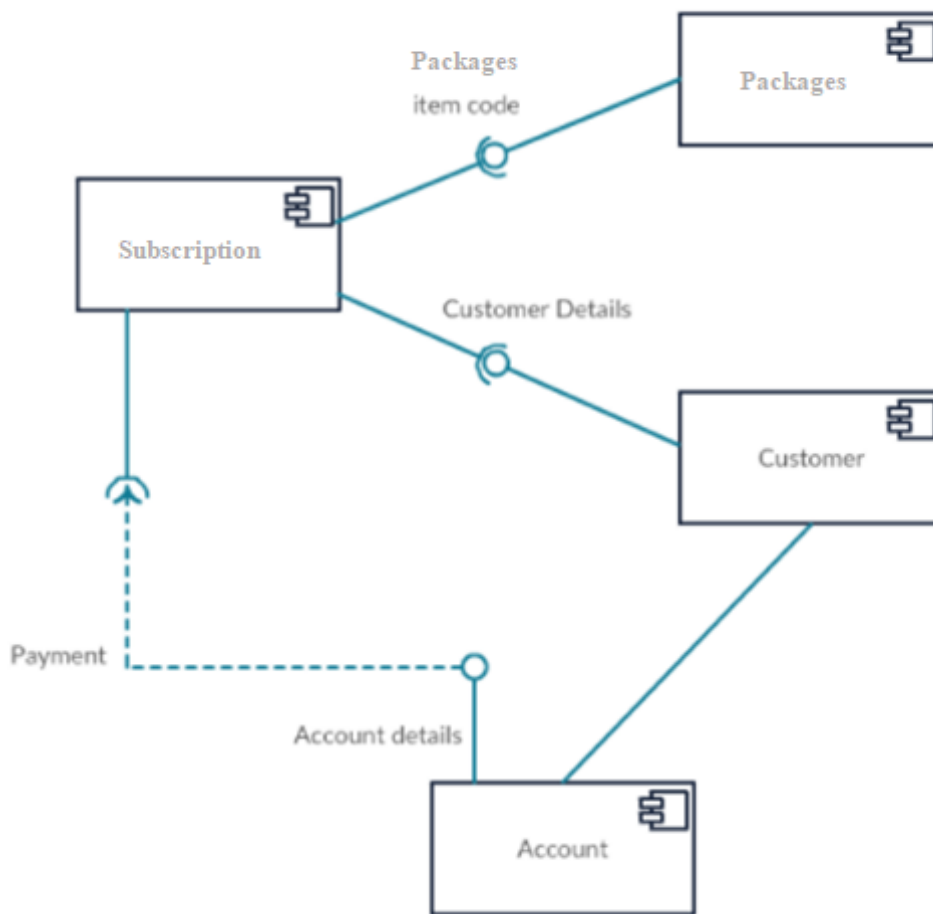 Packages
item code
Packages
Subscription
Customer Details
Customer
Payment
Account details
Account